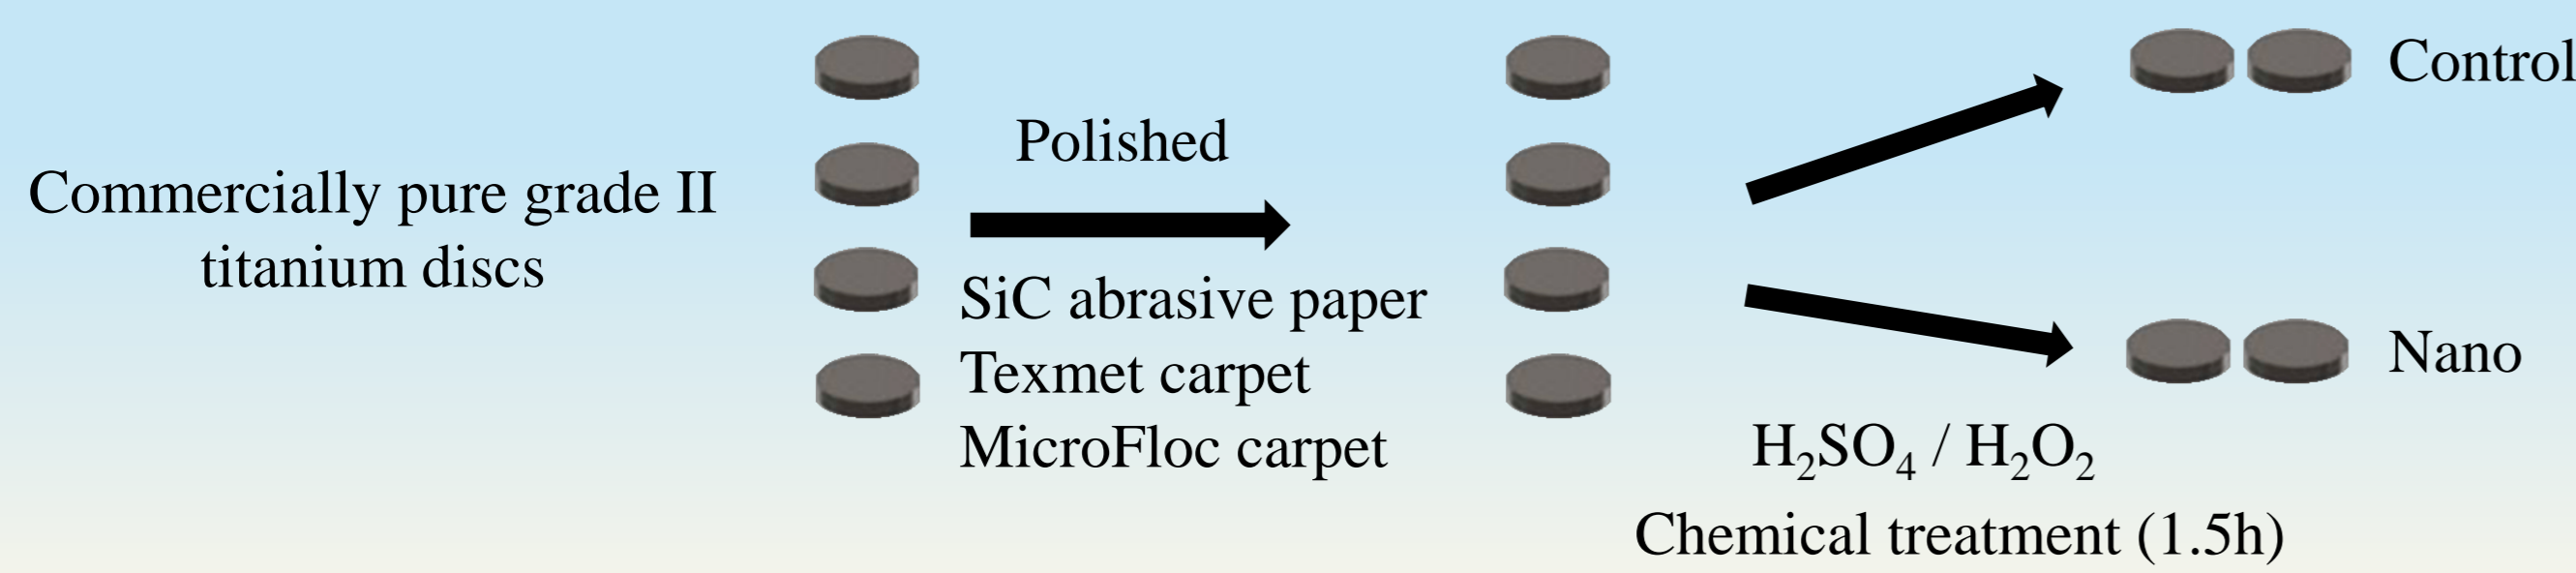 Commercially pure grade II
titanium discs
Polished
SiC abrasive paper
Texmet carpet
MicroFloc carpet
Control
Nano
H₂SO₄ / H₂O₂
Chemical treatment (1.5h)